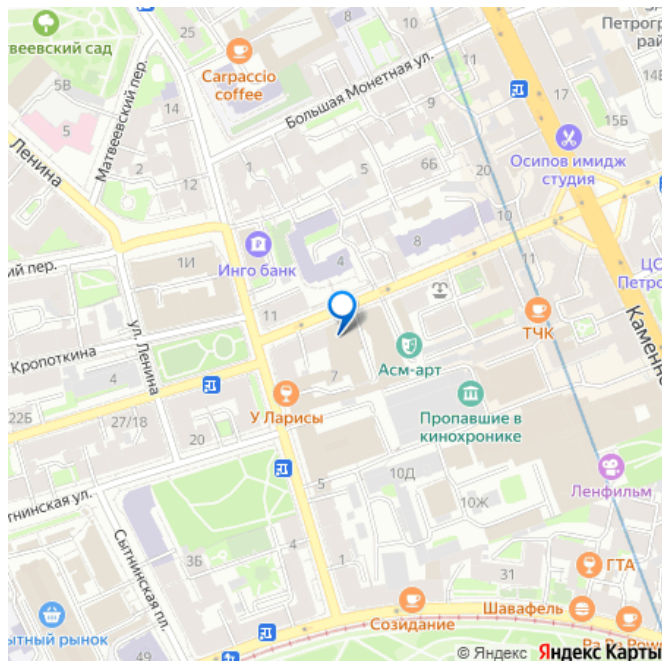 25
8
11
Петрог
рай
твеевский сад
Carpaccio
coffee
Большая Монетная ул.
11
17
14В
5В
Матвеевский пер.
14
10
15Б
5
Ленина
2
12
1
5
6Б
Осипов имидж
студия
20
10
Инго банк
4
8
ий пер.
1И
11
ЦС
Петро
11
ТЧК
Каменно
Кропоткина
ул. Ленина
4
7
Асм-арт
22Б
27/18
У Ларисы
Пропавшие в
кинохронике
20
тнинская ул.
5
10Д
10Ж
Ленфильм
Сытнинская пл.
3Б
4
1
31
ГТА
ытный рынок
49
Созидание
Шавафель
© Яндекс Яндекс Карты